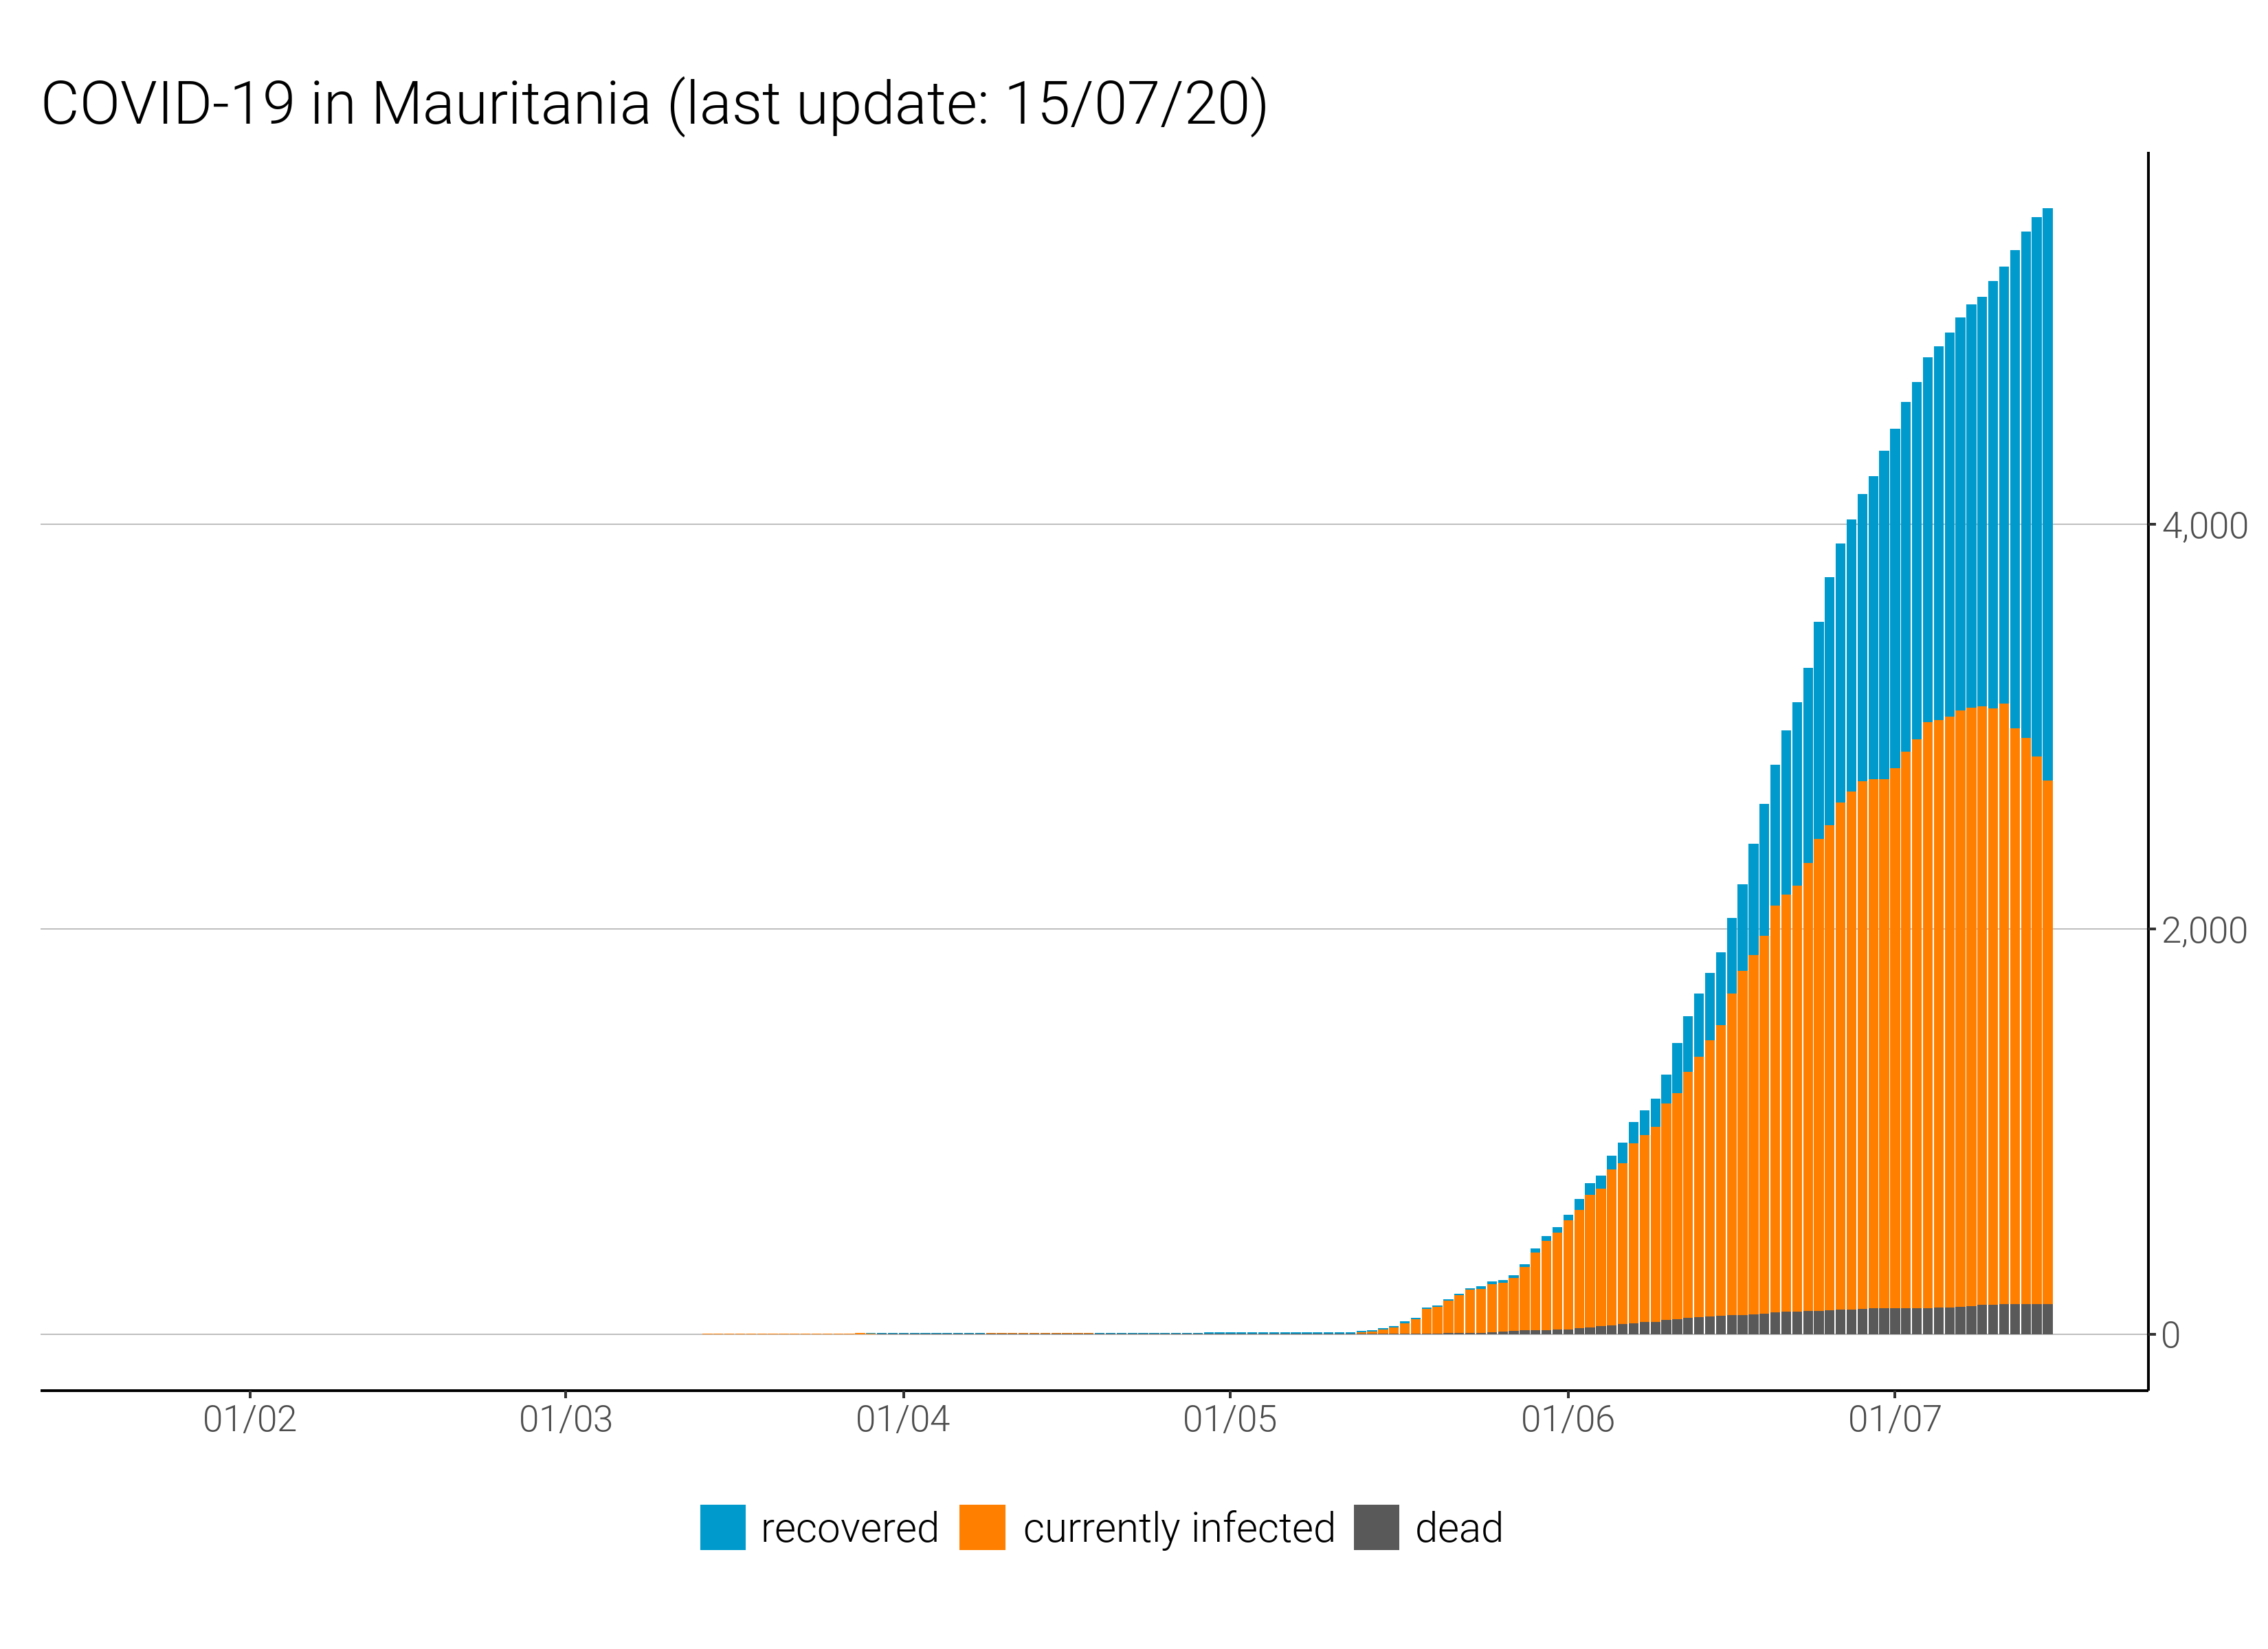 COVID-19 in Mauritania (last update: 15/07/20)
4,000
2,000
0
01/02 01/03 01/04 01/05 01/06 01/07
recovered currently infected dead